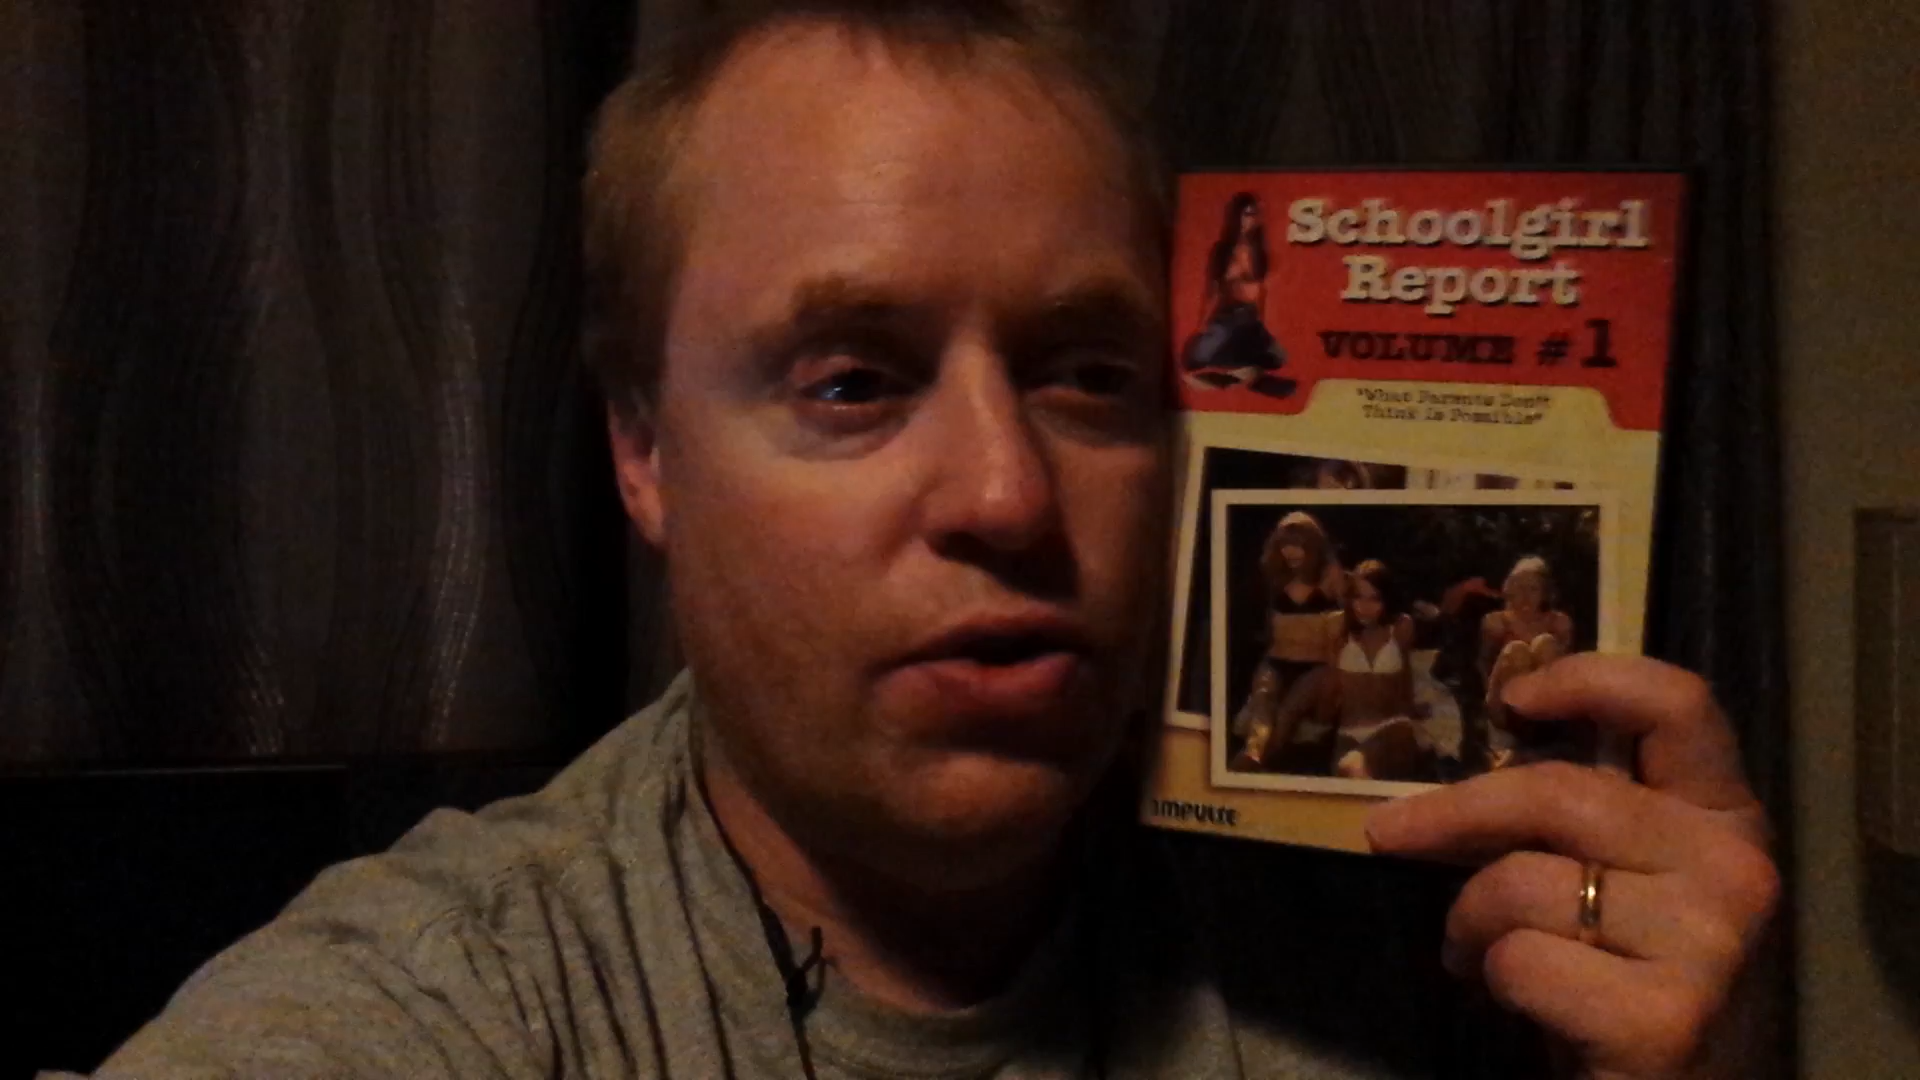 Schoolgirl
Report
VOLUME #1
"What Parents Don't
Think Is Possible"
impulse